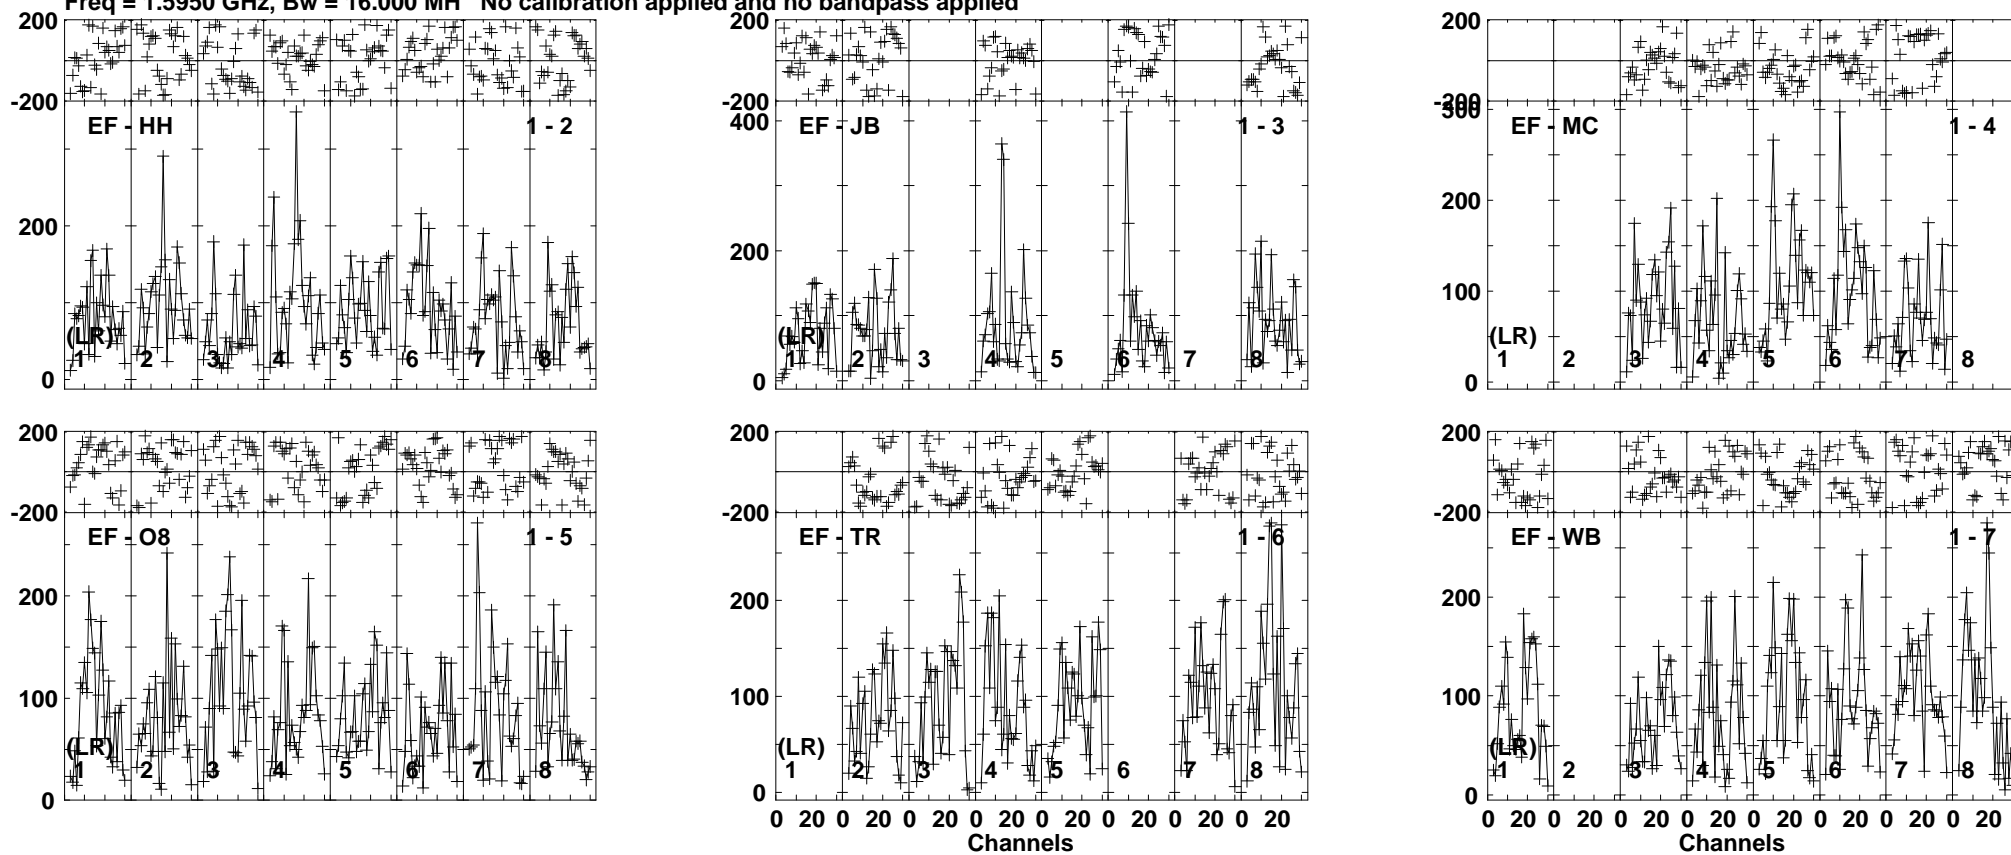 Freq = 1.5950 GHz, Bw = 16.000 MH No calibration applied and no bandpass applied
200
-200
EF - HH
1 - 2
200
0
(LR)
1 2 3 4 5 6 7 8
200
-200
400
EF - JB
1 - 3
200
0
(LR)
1 2 3 4 5 6 7 8
200
-200
300
EF - MC
1 - 4
200
100
0
(LR)
1 2 3 4 5 6 7 8
200
-200
EF - O8
1 - 5
200
100
0
(LR)
1 2 3 4 5 6 7 8
200
-200
EF - TR
1 - 6
200
100
0
(LR)
1 2 3 4 5 6 7 8
0 20 0 20 0 20 0 20 0 20 0 20 0 20 0 20
Channels
200
-200
EF - WB
1 - 7
200
100
0
(LR)
1 2 3 4 5 6 7 8
0 20 0 20 0 20 0 20 0 20 0 20 0 20 0 20
Channels